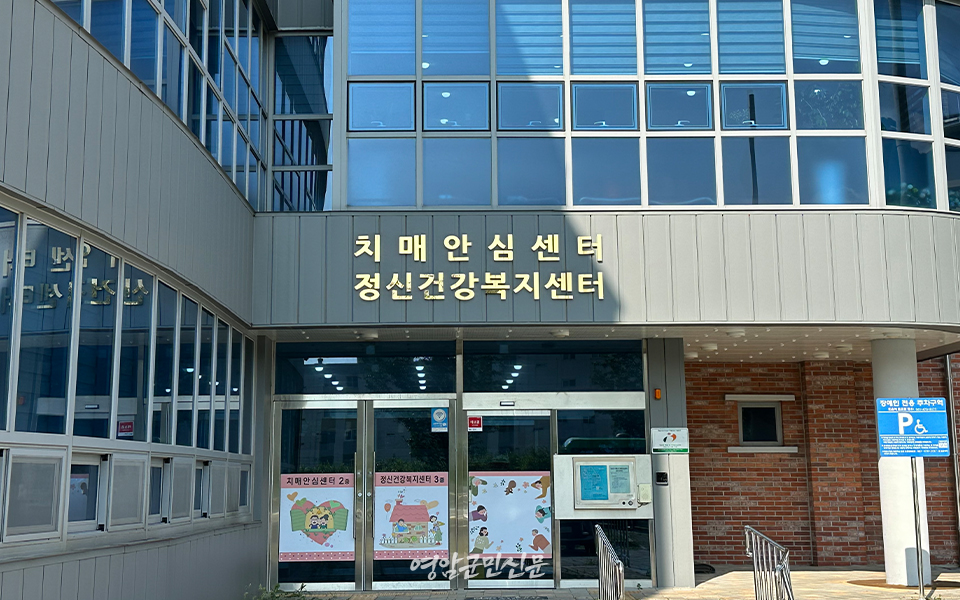 치매안심센터
정신건강복지센터
장애인 전용 주차구역
P
치매안심센터 2층
정신건강복지센터 3층
영암군민신문